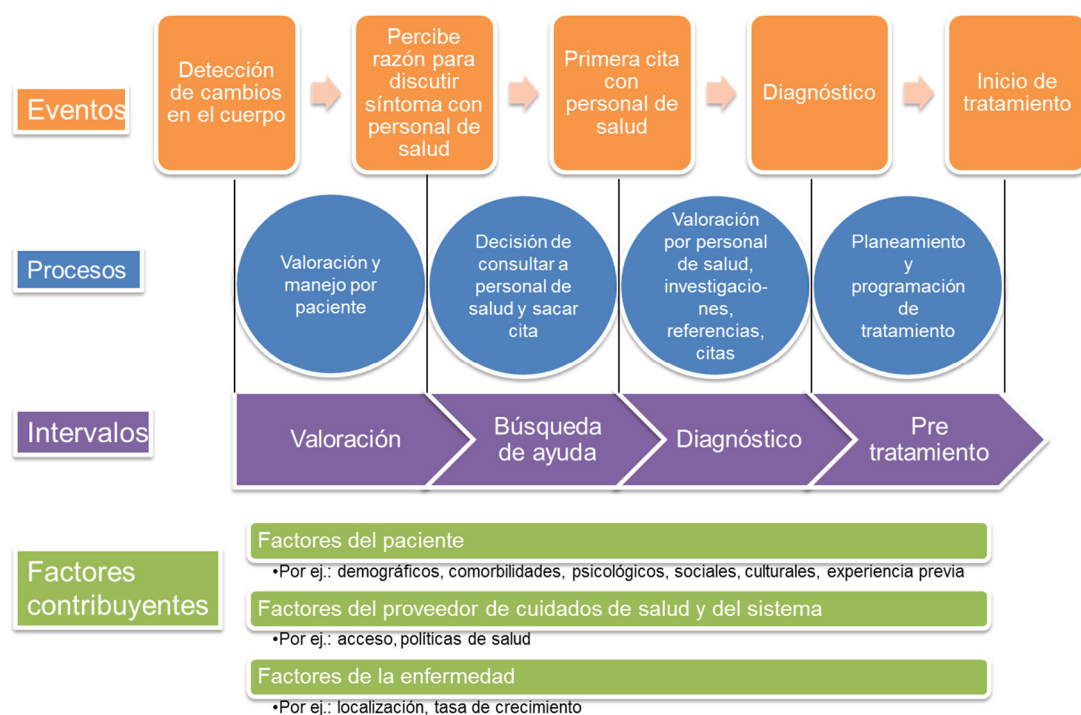 Eventos
Detección
de cambios
en el cuerpo
Percibe
razón para
discutir
síntoma con
personal de
salud
Primera cita
con
personal de
salud
Diagnóstico
Inicio de
tratamiento
Procesos
Valoración y
manejo por
paciente
Decisión de
consultar a
personal de
salud y sacar
cita
Valoración
por personal
de salud,
investigacio-
nes,
referencias,
citas
Planeamiento
y
programación
de
tratamiento
Intervalos
Valoración
Búsqueda
de ayuda
Diagnóstico
Pre
tratamiento
Factores
contribuyentes
Factores del paciente
•Por ej.: demográficos, comorbilidades, psicológicos, sociales, culturales, experiencia previa
Factores del proveedor de cuidados de salud y del sistema
•Por ej.: acceso, políticas de salud
Factores de la enfermedad
•Por ej.: localización, tasa de crecimiento